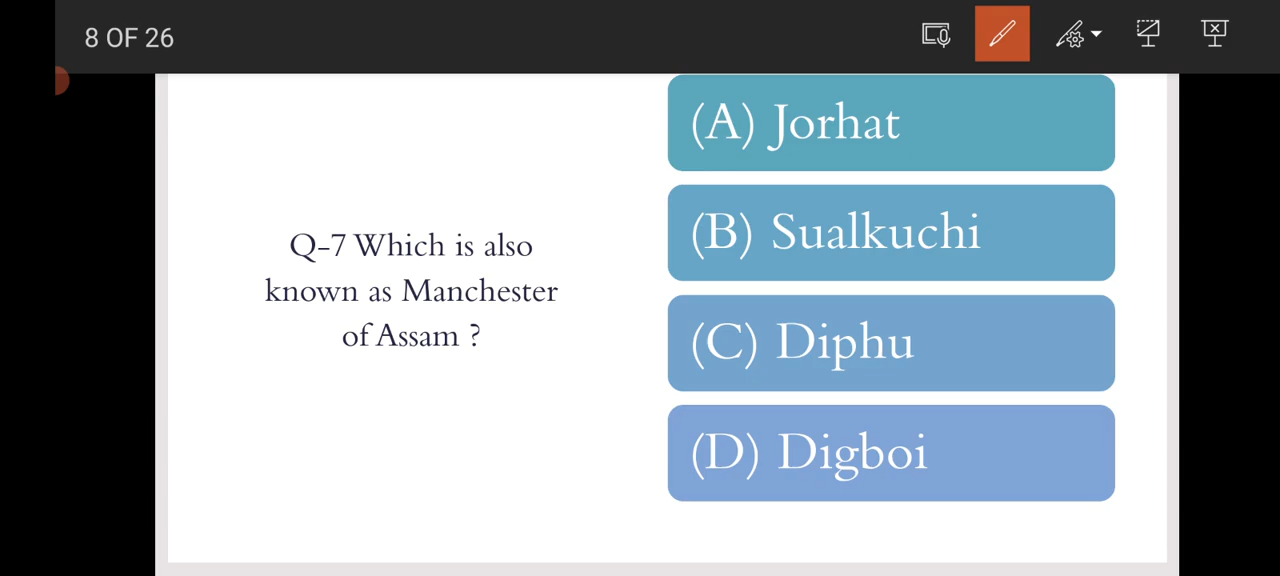 8 OF 26
(A) Jorhat
(B) Sualkuchi
Q-7 Which is also
known as Manchester
of Assam ?
(C) Diphu
(D) Digboi